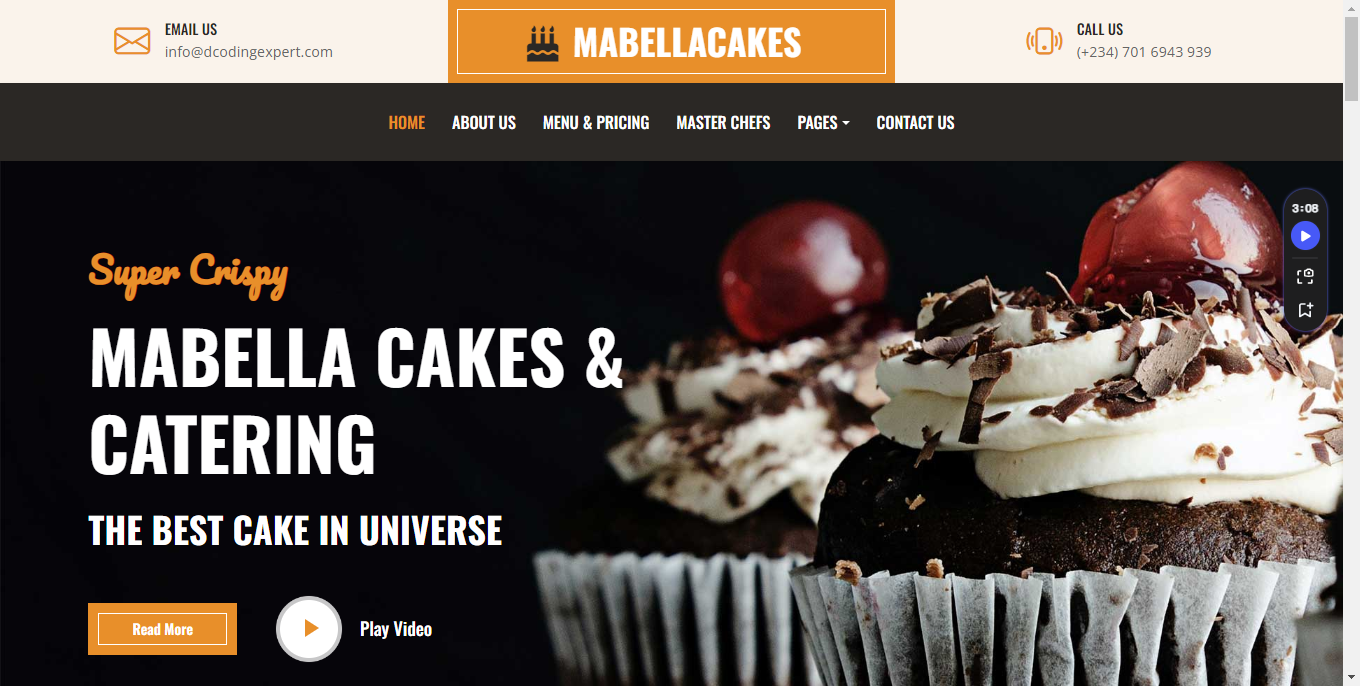 EMAIL US
info@dcodingexpert.com
MABELLACAKES
CALL US
(+234) 701 6943 939
HOME ABOUT US MENU & PRICING MASTER CHEFS PAGES CONTACT US
3:08
Super Crispy
MABELLA CAKES &
CATERING
THE BEST CAKE IN UNIVERSE
Read More
Play Video